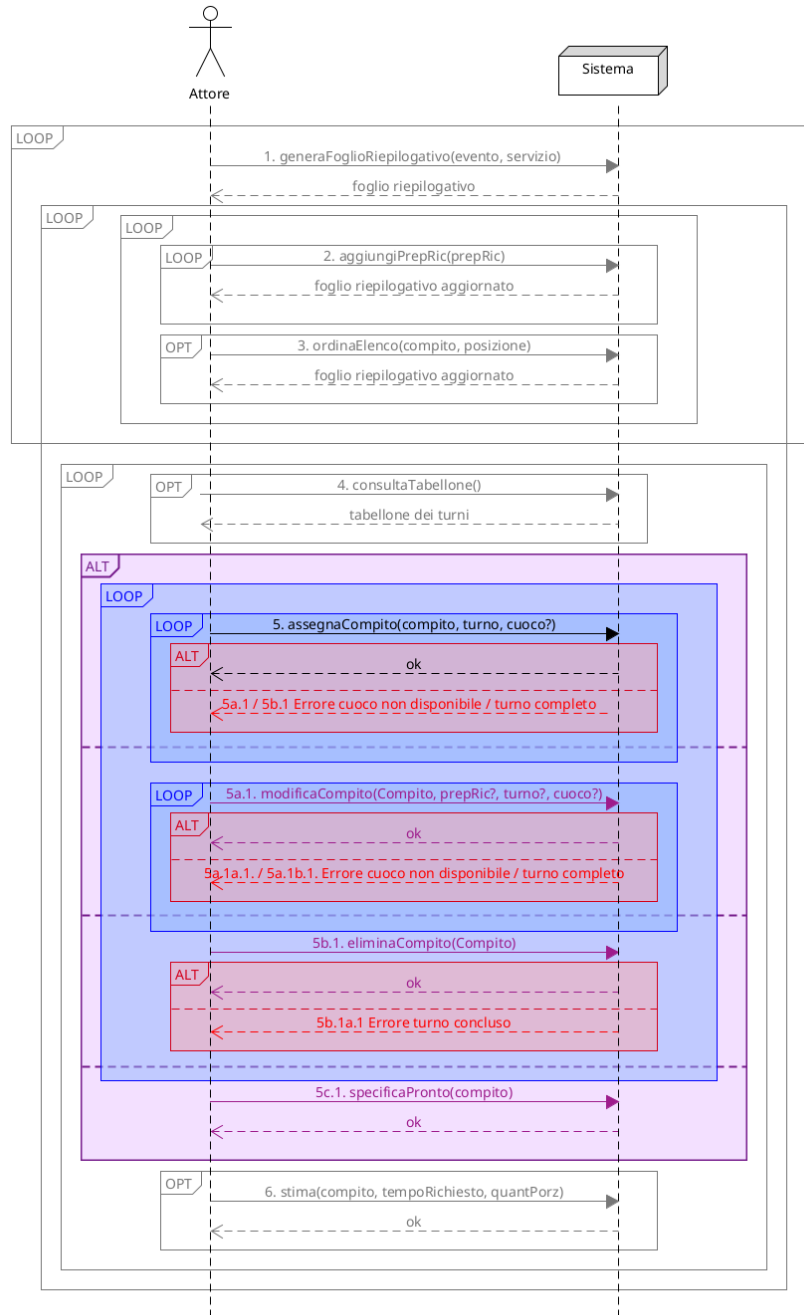 Attore
Sistema
LOOP
1. generaFoglioRiepilogativo(evento, servizio)
foglio riepilogativo
LOOP
LOOP
LOOP
2. aggiungiPrepRic(prepRic)
foglio riepilogativo aggiornato
OPT
3. ordinaElenco(compito, posizione)
foglio riepilogativo aggiornato
LOOP
OPT
4. consultaTabellone()
tabellone dei turni
ALT
LOOP
LOOP
5. assegnaCompito(compito, turno, cuoco?)
ALT
ok
5a.1 / 5b.1 Errore cuoco non disponibile / turno completo
LOOP
5a.1. modificaCompito(Compito, prepRic?, turno?, cuoco?)
ALT
ok
5a.1a.1. / 5a.1b.1. Errore cuoco non disponibile / turno completo
5b.1. eliminaCompito(Compito)
ALT
ok
5b.1a.1 Errore turno concluso
5c.1. specificaPronto(compito)
ok
OPT
6. stima(compito, tempoRichiesto, quantPorz)
ok